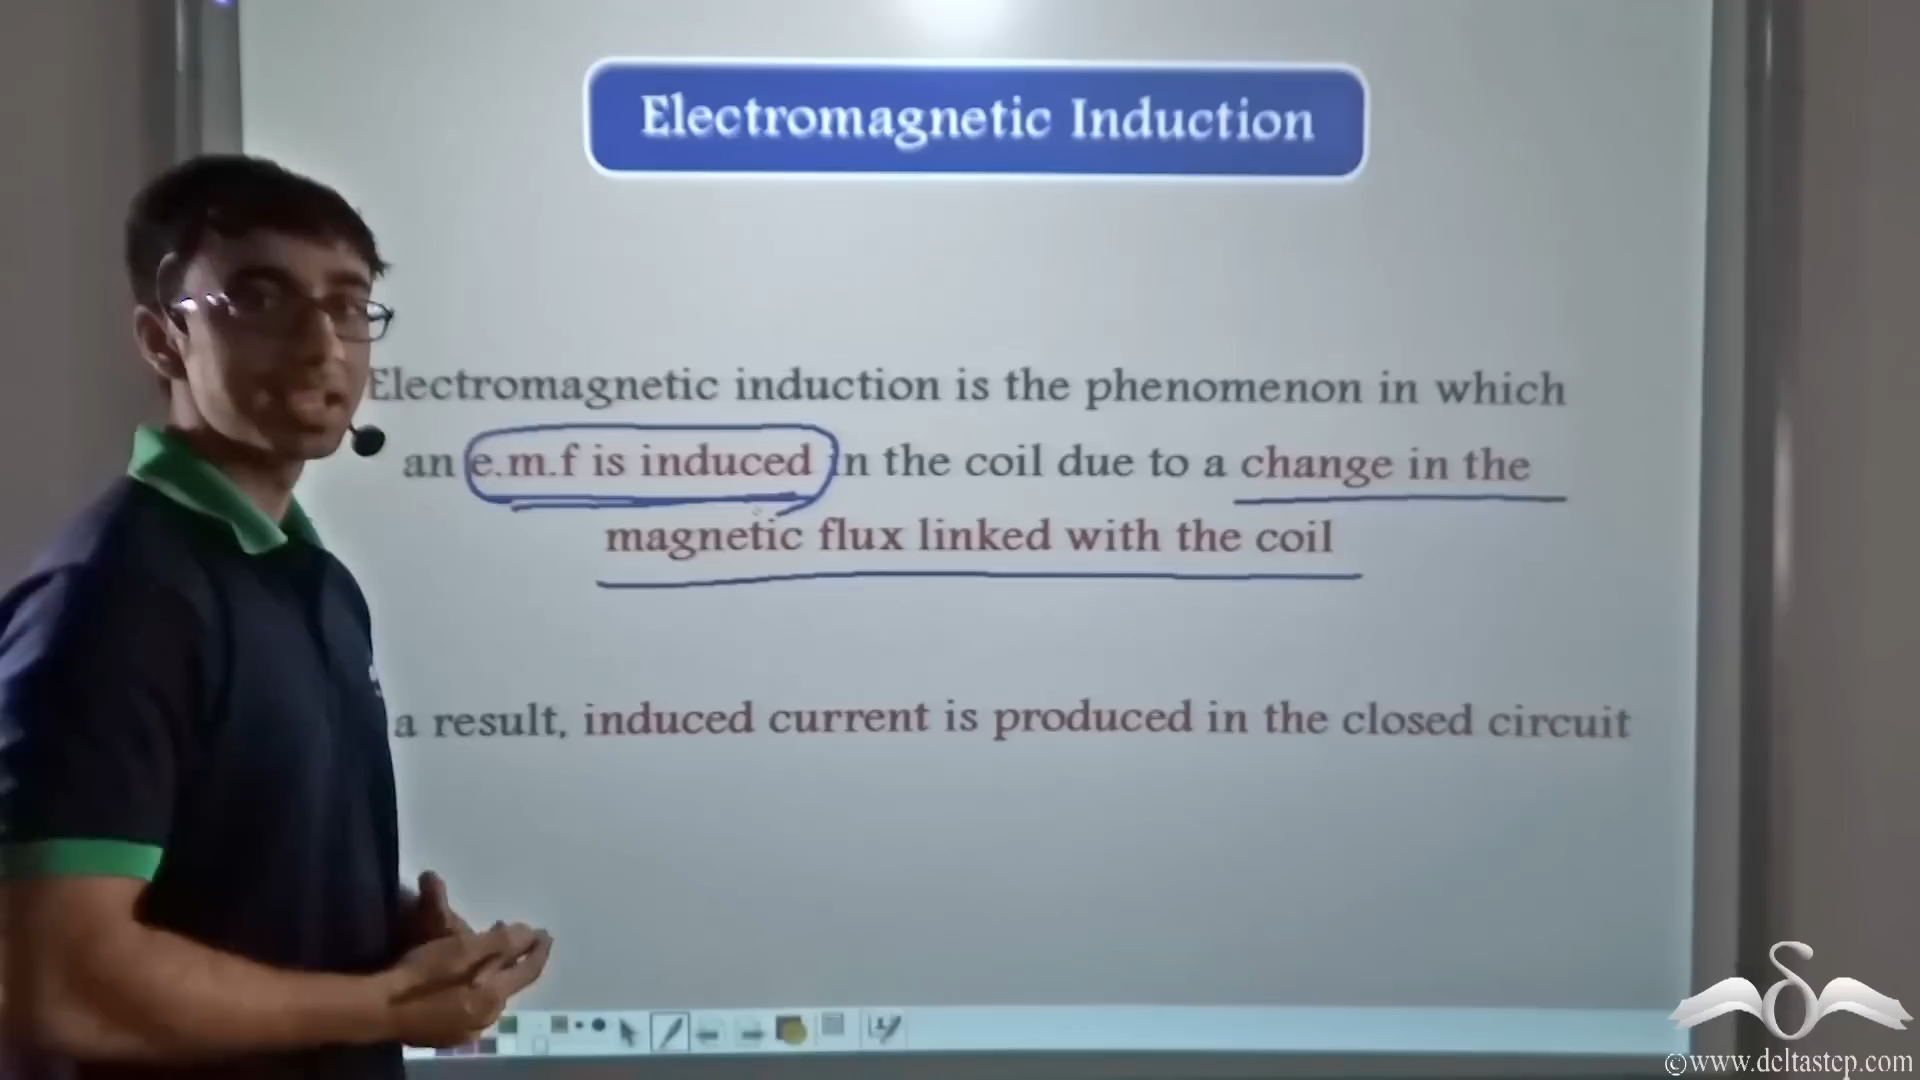 Electromagnetic Induction
Electromagnetic induction is the phenomenon in which
an e.m.f is induced in the coil due to a change in the
magnetic flux linked with the coil
a result, induced current is produced in the closed circuit
©www.deltastep.com